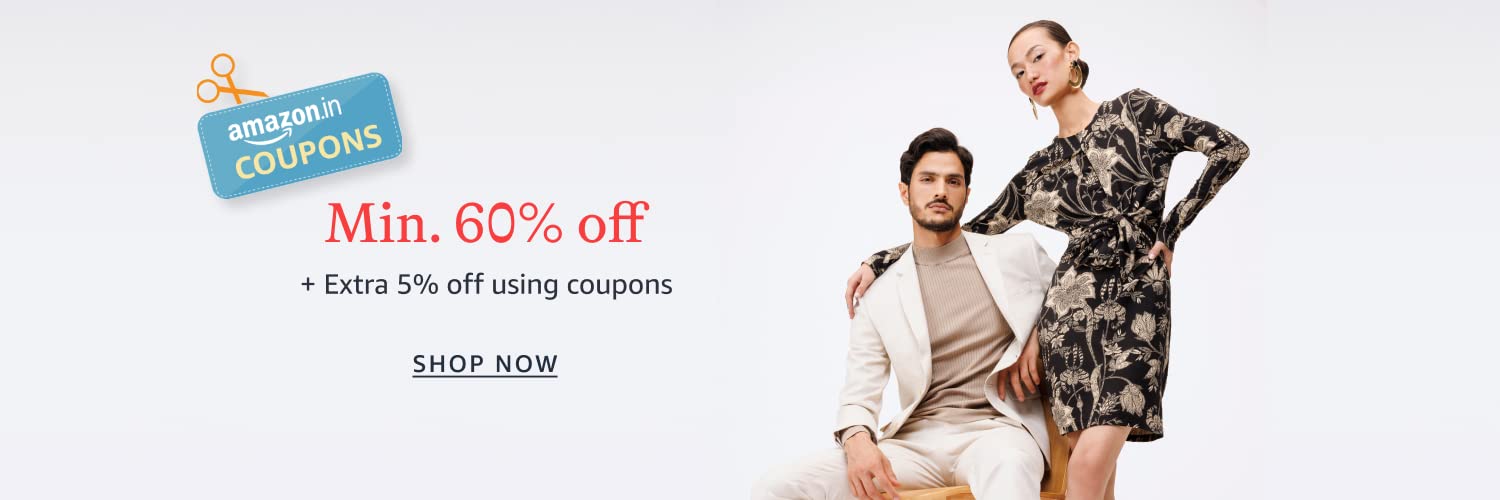 amazon.in
COUPONS
Min. 60% off
+ Extra 5% off using coupons
SHOP NOW